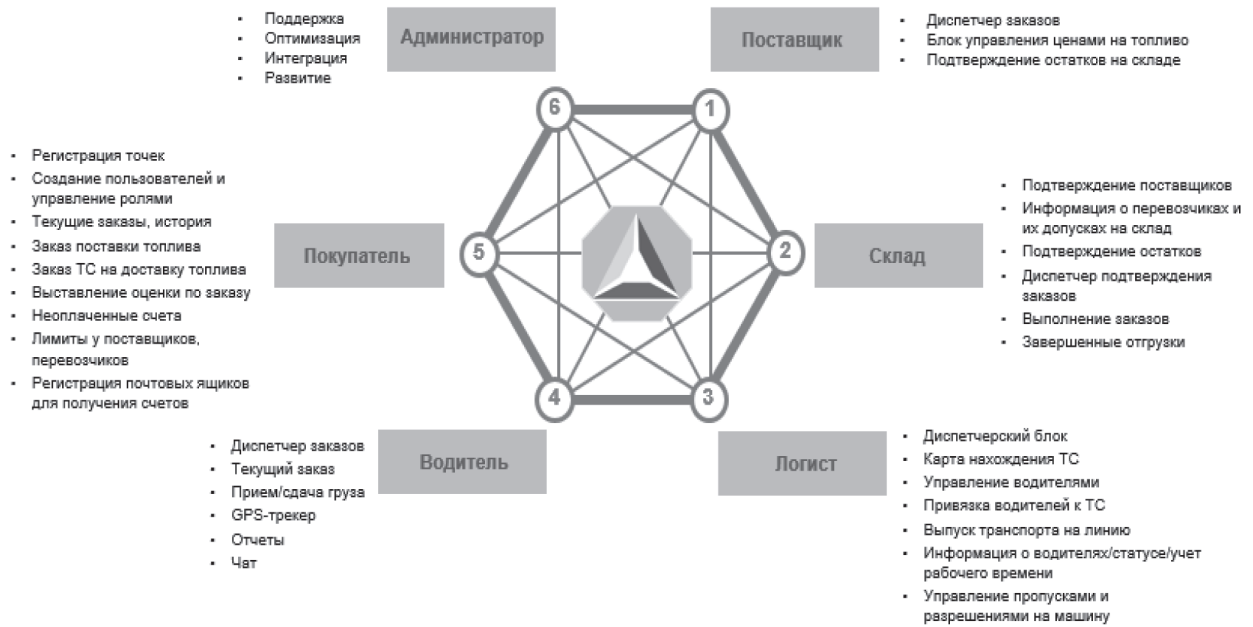 Администратор
▪ Поддержка
▪ Оптимизация
▪ Интеграция
▪ Развитие
Поставщик
▪ Диспетчер заказов
▪ Блок управления ценами на топливо
▪ Подтверждение остатков на складе
6
1
5
2
4
3
Покупатель
▪ Регистрация точек
▪ Создание пользователей и
управление ролями
▪ Текущие заказы, история
▪ Заказ поставки топлива
▪ Заказ ТС на доставку топлива
▪ Выставление оценки по заказу
▪ Неоплаченные счета
▪ Лимиты у поставщиков,
перевозчиков
▪ Регистрация почтовых ящиков
для получения счетов
Склад
▪ Подтверждение поставщиков
▪ Информация о перевозчиках и
их допусках на склад
▪ Подтверждение остатков
▪ Диспетчер подтверждения
заказов
▪ Выполнение заказов
▪ Завершенные отгрузки
Водитель
▪ Диспетчер заказов
▪ Текущий заказ
▪ Прием/сдача груза
▪ GPS-трекер
▪ Отчеты
▪ Чат
Логист
▪ Диспетчерский блок
▪ Карта нахождения ТС
▪ Управление водителями
▪ Привязка водителей к ТС
▪ Выпуск транспорта на линию
▪ Информация о водителях/статусе/учет
рабочего времени
▪ Управление пропусками и
разрешениями на машину